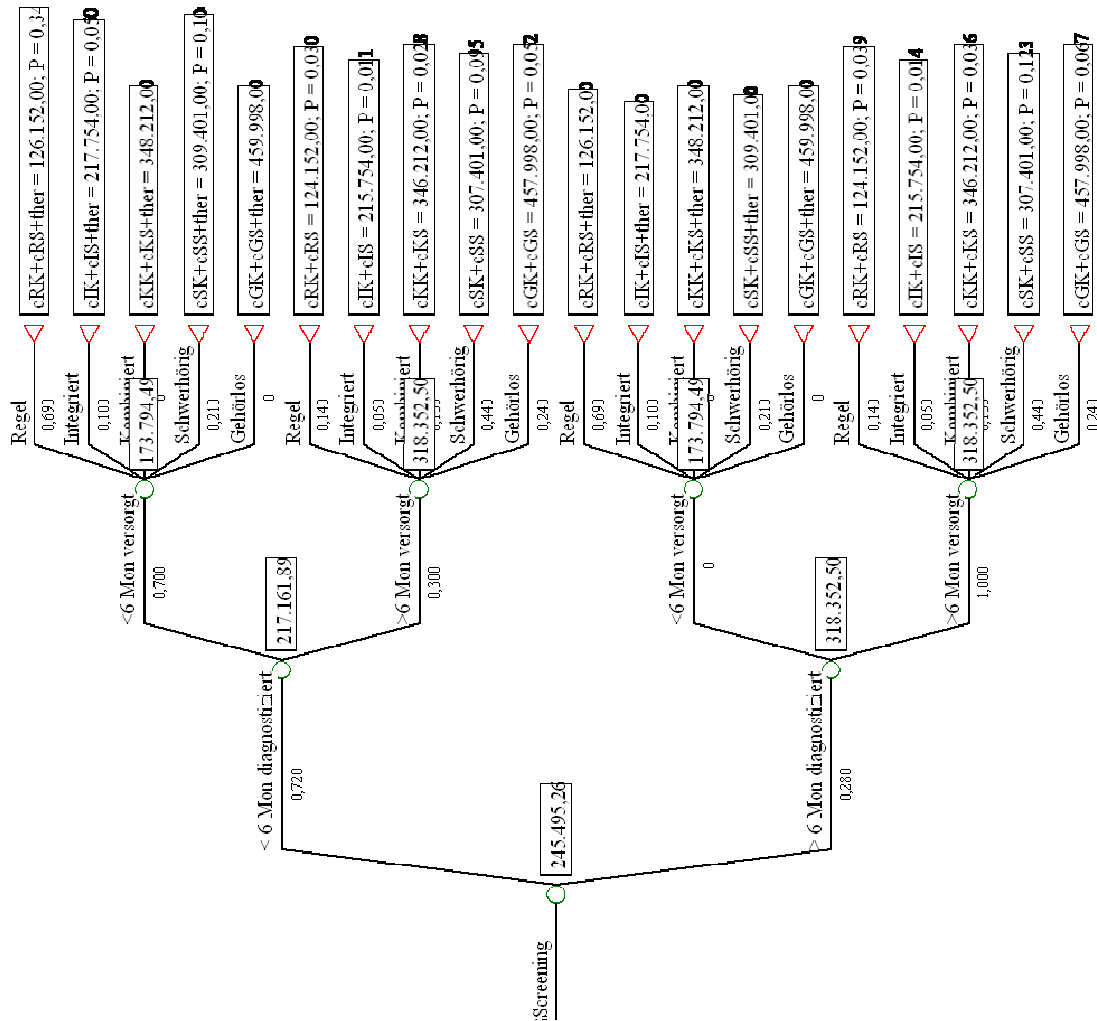 sScreening
245.495,26
< 6 Mon diagnostiziert
0,720
217.161,89
<6 Mon versorgt
0,700
173.794,49
Regel
0,690
cRK+cRS+ther = 126.152,00; P = 0,34
Integriert
0,100
cIK+cIS+ther = 217.754,00; P = 0,050
Kombiniert
0
cKK+cKS+ther = 348.212,00
Schwerhörig
0,210
cSK+cSS+ther = 309.401,00; P = 0,10
Gehörlos
0
cGK+cGS+ther = 459.998,00
>6 Mon versorgt
0,300
318.352,50
Regel
0,140
cRK+cRS = 124.152,00; P = 0,030
Integriert
0,050
cIK+cIS = 215.754,00; P = 0,011
Kombiniert
cKK+cKS = 346.212,00; P = 0,028
Schwerhörig
0,440
cSK+cSS = 307.401,00; P = 0,095
Gehörlos
0,240
cGK+cGS = 457.998,00; P = 0,052
> 6 Mon diagnostiziert
0,280
318.352,50
<6 Mon versorgt
0
173.794,49
Regel
0,690
cRK+cRS+ther = 126.152,00
Integriert
0,100
cIK+cIS+ther = 217.754,00
Kombiniert
0
cKK+cKS+ther = 348.212,00
Schwerhörig
0,210
cSK+cSS+ther = 309.401,00
Gehörlos
0
cGK+cGS+ther = 459.998,00
>6 Mon versorgt
1,000
318.352,50
Regel
0,140
cRK+cRS = 124.152,00; P = 0,039
Integriert
0,050
cIK+cIS = 215.754,00; P = 0,014
Kombiniert
cKK+cKS = 346.212,00; P = 0,036
Schwerhörig
0,440
cSK+cSS = 307.401,00; P = 0,123
Gehörlos
0,240
cGK+cGS = 457.998,00; P = 0,067